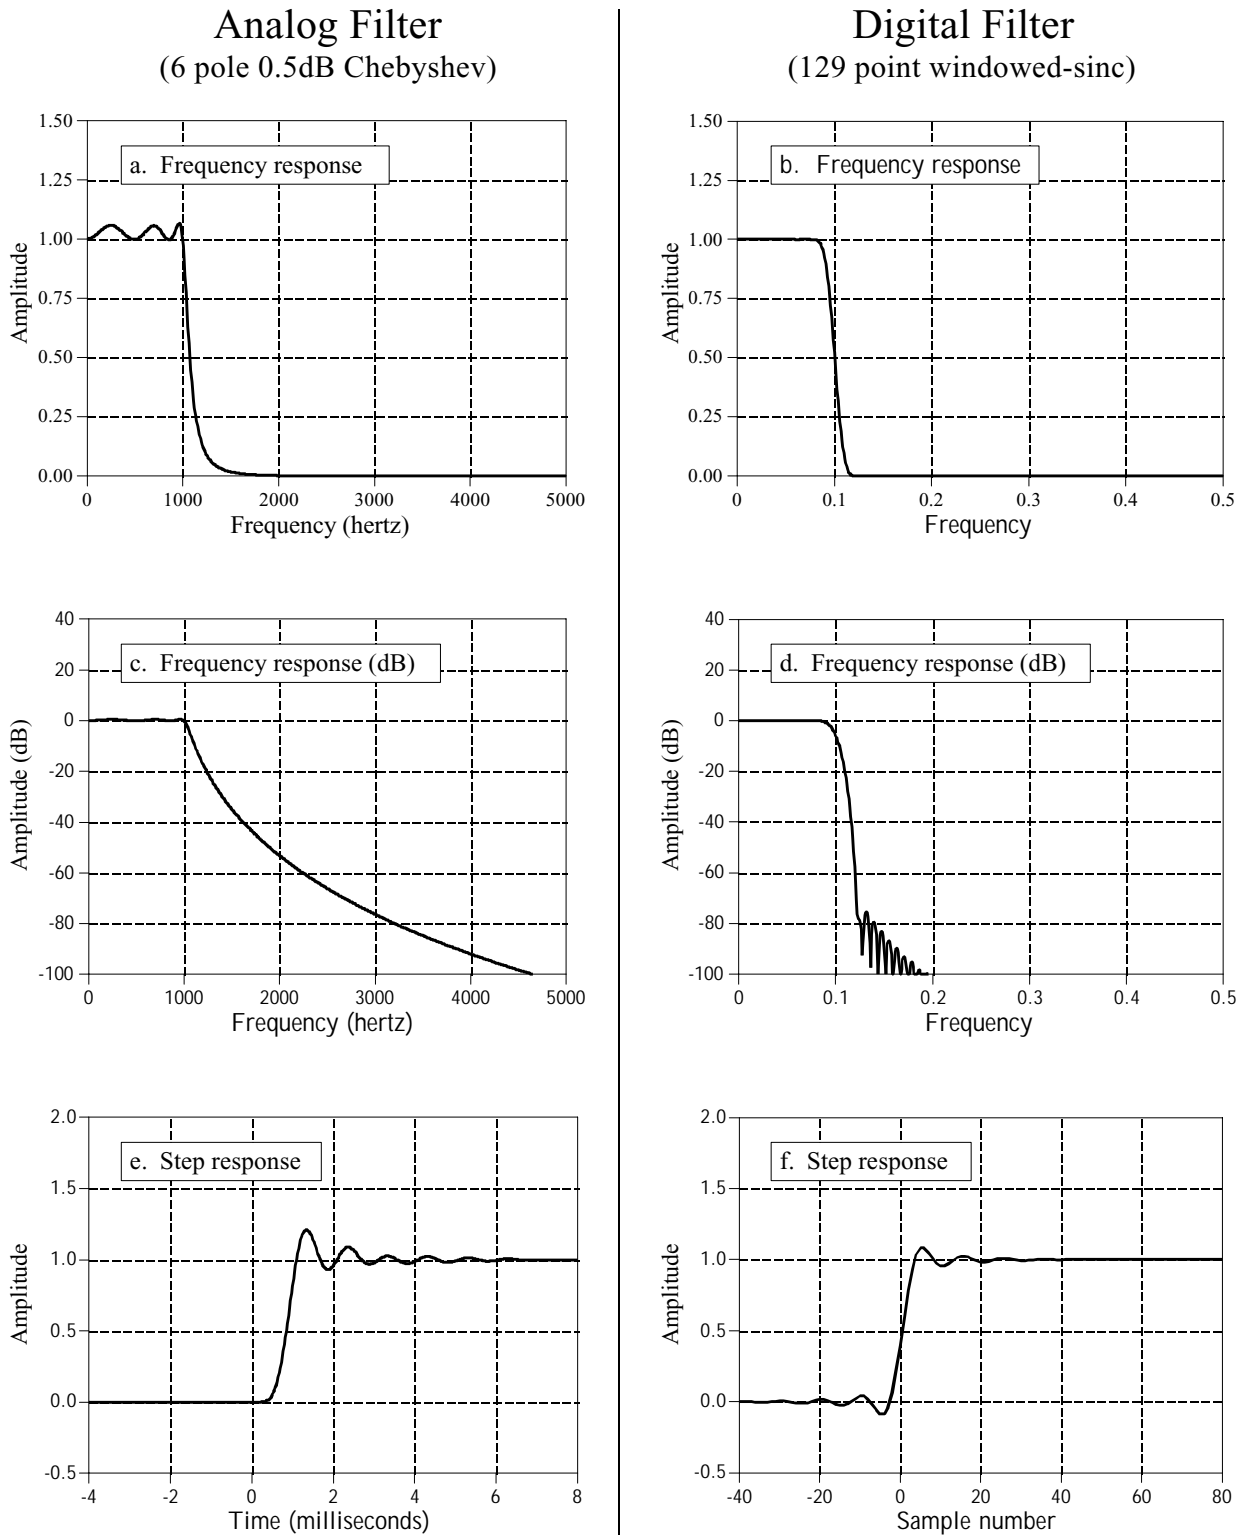 Analog Filter
(6 pole 0.5dB Chebyshev)
Digital Filter
(129 point windowed-sinc)
a. Frequency response
Amplitude
1.50
1.25
1.00
0.75
0.50
0.25
0.00
0 1000 2000 3000 4000 5000
Frequency (hertz)
b. Frequency response
Amplitude
1.50
1.25
1.00
0.75
0.50
0.25
0.00
0 0.1 0.2 0.3 0.4 0.5
Frequency
c. Frequency response (dB)
Amplitude (dB)
40
20
0
-20
-40
-60
-80
-100
0 1000 2000 3000 4000 5000
Frequency (hertz)
d. Frequency response (dB)
Amplitude (dB)
40
20
0
-20
-40
-60
-80
-100
0 0.1 0.2 0.3 0.4 0.5
Frequency
e. Step response
Amplitude
2.0
1.5
1.0
0.5
0.0
-0.5
-4 -2 0 2 4 6 8
Time (milliseconds)
f. Step response
Amplitude
2.0
1.5
1.0
0.5
0.0
-0.5
-40 -20 0 20 40 60 80
Sample number